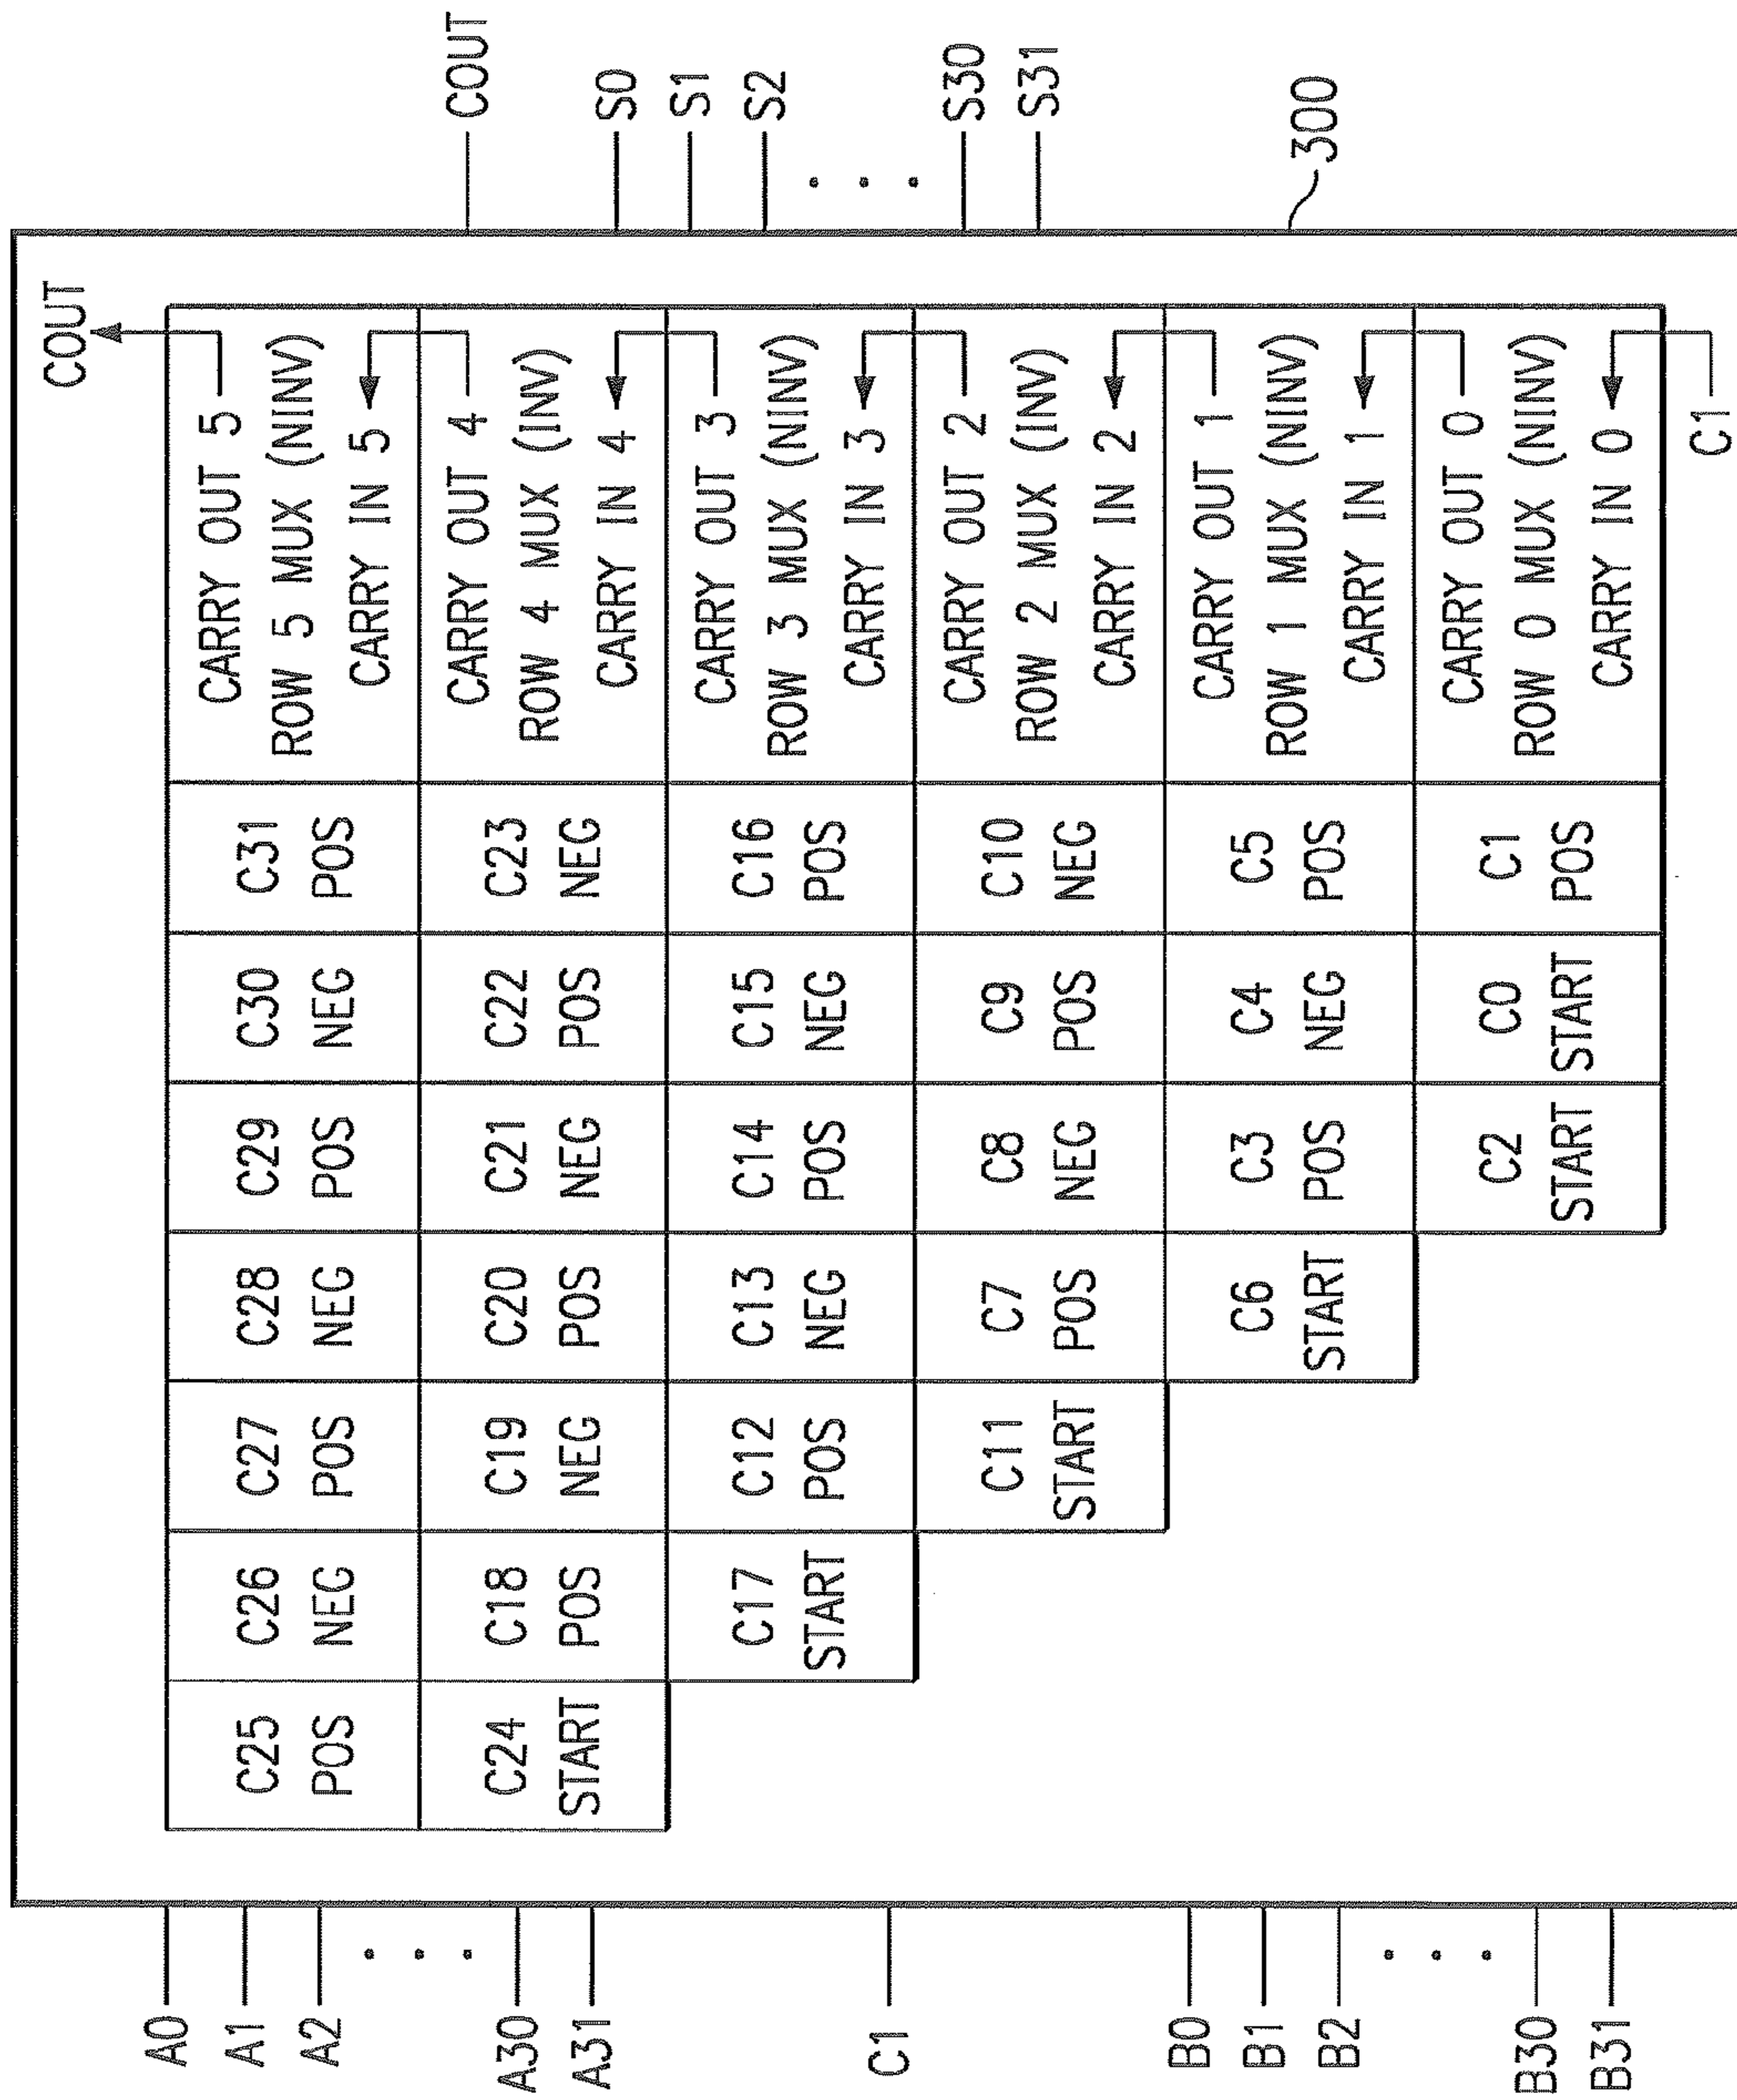 A0
A1
A2
A30
A31
C1
B0
B1
B2
B30
B31
COUT
C25 POS
C26 NEG
C27 POS
C28 NEG
C29 POS
C30 NEG
C31 POS
CARRY OUT 5
ROW 5 MUX (NINV)
CARRY IN 5
C24 START
C18 POS
C19 NEG
C20 POS
C21 NEG
C22 POS
C23 NEG
CARRY OUT 4
ROW 4 MUX (INV)
CARRY IN 4
C17 START
C12 POS
C13 NEG
C14 POS
C15 NEG
C16 POS
CARRY OUT 3
ROW 3 MUX (NINV)
CARRY IN 3
C11 START
C7 POS
C8 NEG
C9 POS
C10 NEG
CARRY OUT 2
ROW 2 MUX (INV)
CARRY IN 2
C6 START
C3 POS
C4 NEG
C5 POS
CARRY OUT 1
ROW 1 MUX (NINV)
CARRY IN 1
C2 START
C0 START
C1 POS
CARRY OUT 0
ROW 0 MUX (NINV)
CARRY IN 0
C1
COUT
S0
S1
S2
S30
S31
300